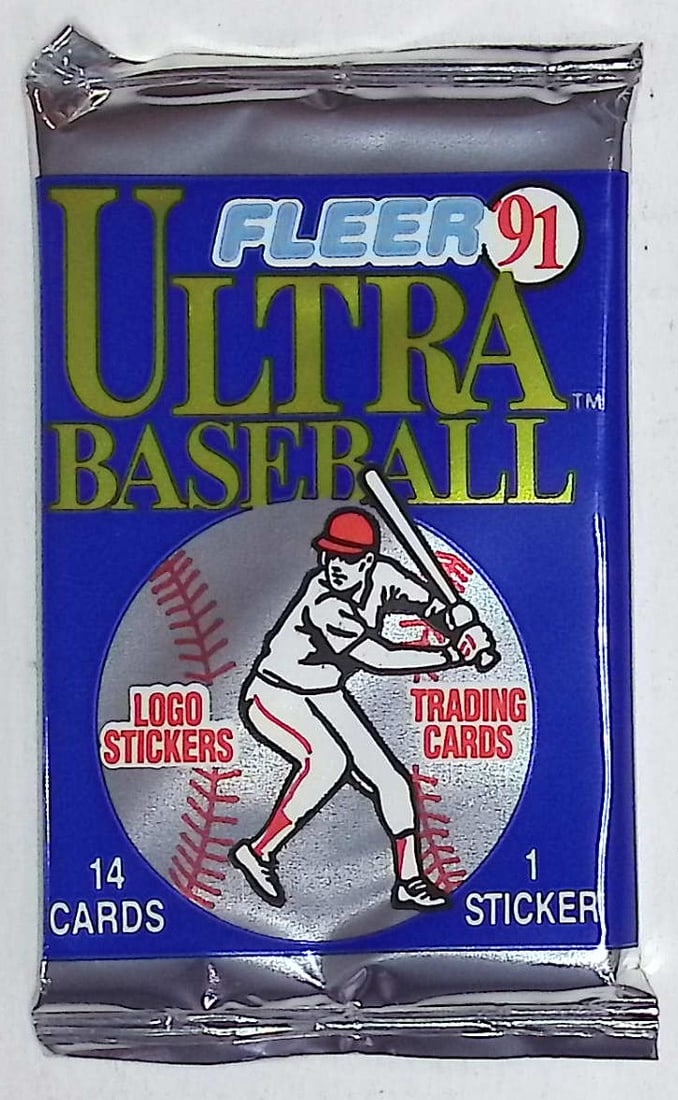 FLEER '91
ULTRA™
BASEBALL
LOGO
STICKERS
TRADING
CARDS
14
CARDS
1
STICKER